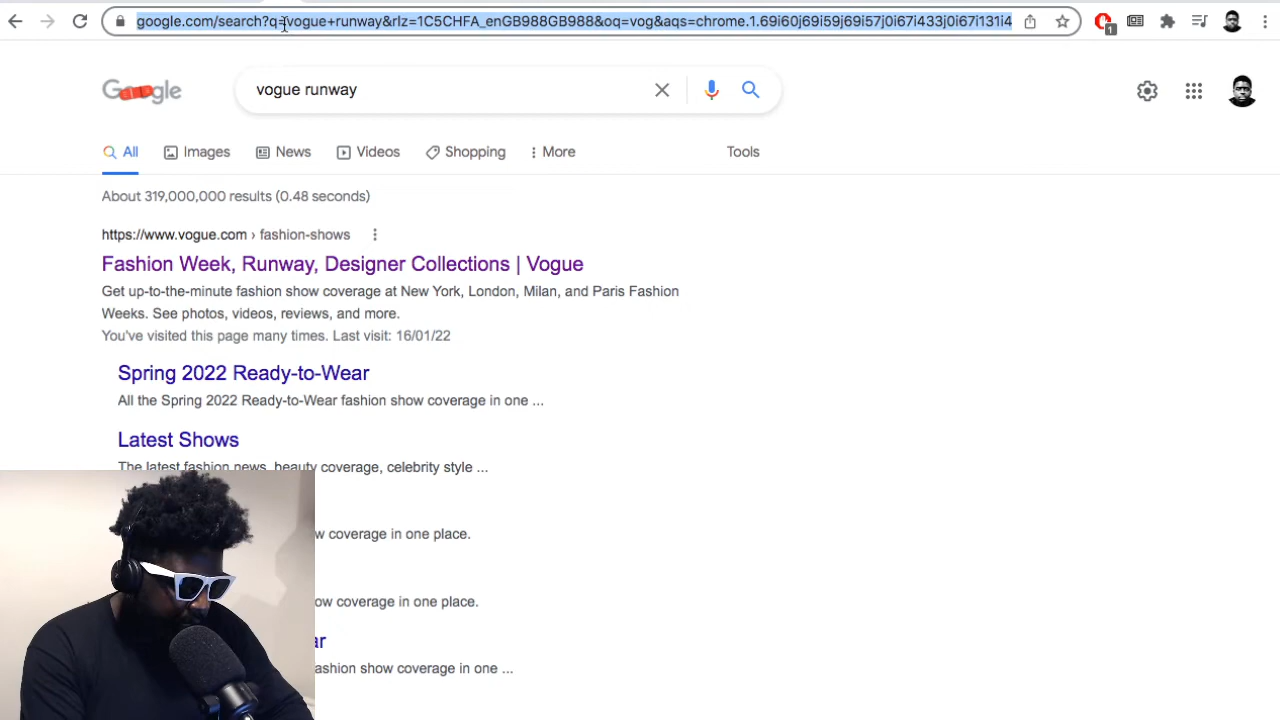 google.com/search?q=vogue+runway&rlz=1C5CHFA_enGB988GB988&oq=vog&aqs=chrome.1.69i60j69i59j69i57j0i67i433j0i67i131i4
1
Google
vogue runway
All Images News Videos Shopping More Tools
About 319,000,000 results (0.48 seconds)
https://www.vogue.com › fashion-shows
Fashion Week, Runway, Designer Collections | Vogue
Get up-to-the-minute fashion show coverage at New York, London, Milan, and Paris Fashion
Weeks. See photos, videos, reviews, and more.
You've visited this page many times. Last visit: 16/01/22
Spring 2022 Ready-to-Wear
All the Spring 2022 Ready-to-Wear fashion show coverage in one ...
Latest Shows
The latest fashion news, beauty coverage, celebrity style ...
w coverage in one place.
ow coverage in one place.
ar
ashion show coverage in one ...